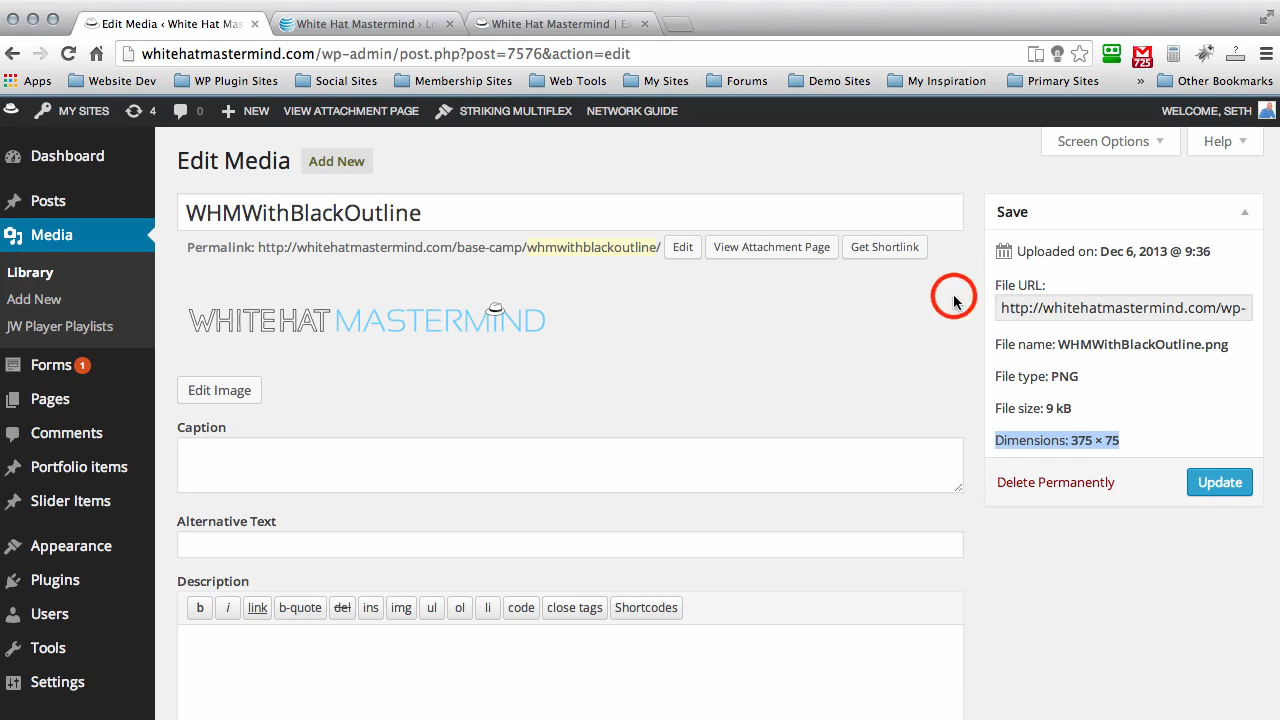 Edit Media ‹ White Hat Mas
White Hat Mastermind › Lo
White Hat Mastermind | Ex
whitehatmastermind.com/wp-admin/post.php?post=7576&action=edit
725
Apps
Website Dev
WP Plugin Sites
Social Sites
Membership Sites
Web Tools
My Sites
Forums
Demo Sites
My Inspiration
Primary Sites
»
Other Bookmarks
MY SITES
4
0
NEW
VIEW ATTACHMENT PAGE
STRIKING MULTIFLEX
NETWORK GUIDE
WELCOME, SETH
Dashboard
Posts
Media
Library
Add New
JW Player Playlists
Forms 1
Pages
Comments
Portfolio items
Slider Items
Appearance
Plugins
Users
Tools
Settings
Screen Options
Help
Edit Media Add New
WHMWithBlackOutline
Permalink: http://whitehatmastermind.com/base-camp/whmwithblackoutline/ Edit View Attachment Page Get Shortlink
WHITE HAT MASTERMIND
Edit Image
Caption
Alternative Text
Description
b i link b-quote del ins img ul ol li code close tags Shortcodes
Save
Uploaded on: Dec 6, 2013 @ 9:36
File URL:
http://whitehatmastermind.com/wp-
File name: WHMWithBlackOutline.png
File type: PNG
File size: 9 kB
Dimensions: 375 × 75
Delete Permanently
Update